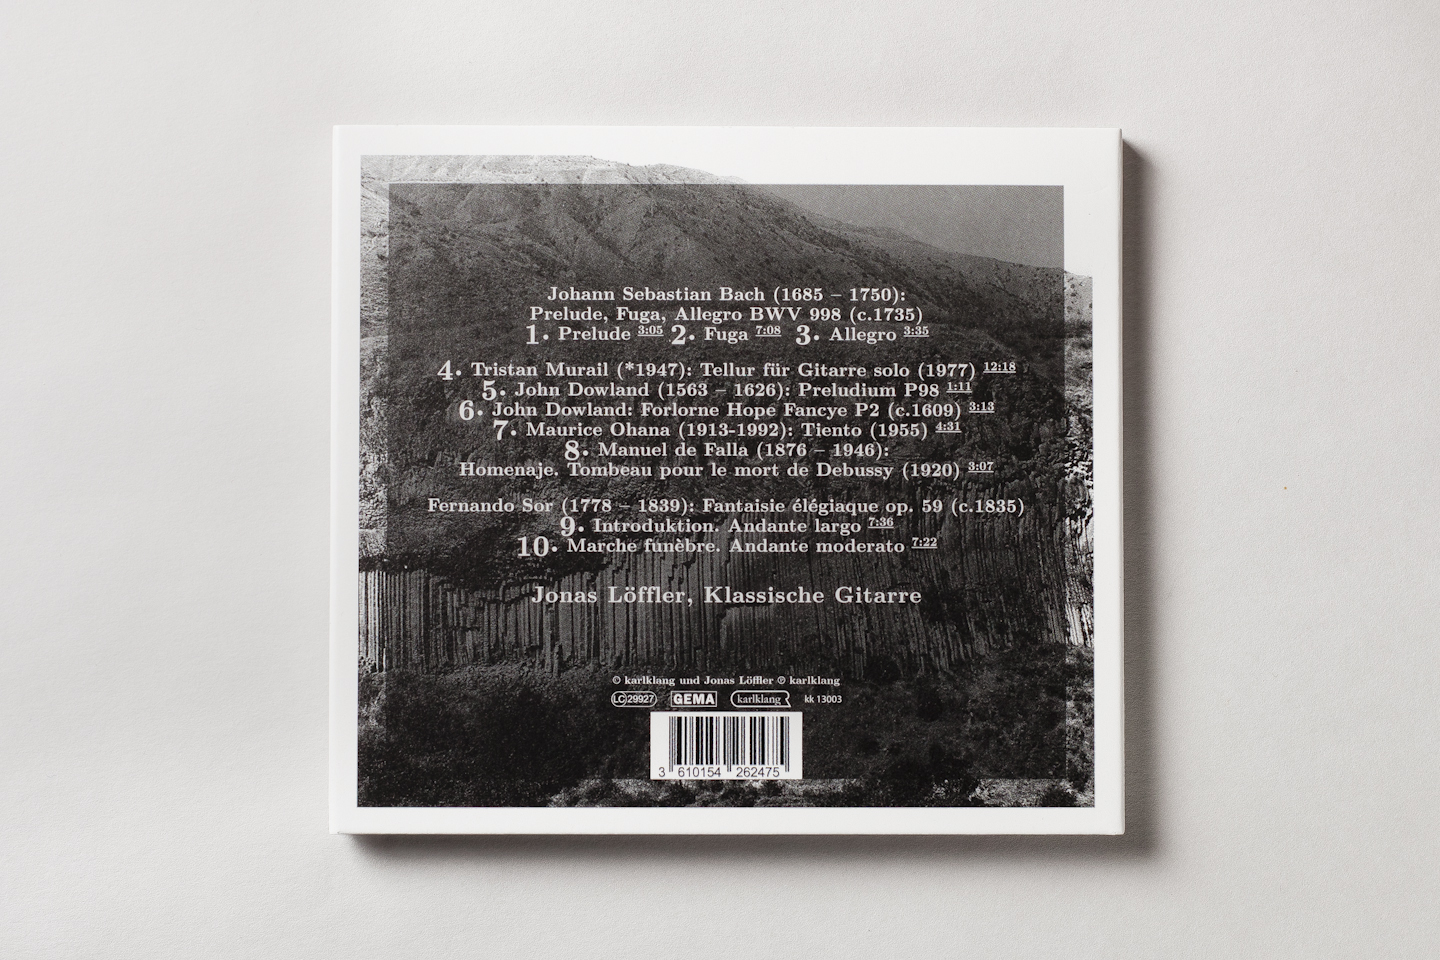 Johann Sebastian Bach (1685 – 1750):
Prelude, Fuga, Allegro BWV 998 (c.1735)
1. Prelude 3:05 2. Fuga 7:08 3. Allegro 3:35
4. Tristan Murail (*1947): Tellur für Gitarre solo (1977) 12:18
5. John Dowland (1563 – 1626): Preludium P98 1:11
6. John Dowland: Forlorne Hope Fancye P2 (c.1609) 3:13
7. Maurice Ohana (1913-1992): Tiento (1955) 4:31
8. Manuel de Falla (1876 – 1946):
Homenaje. Tombeau pour le mort de Debussy (1920) 3:07
Fernando Sor (1778 – 1839): Fantaisie élégiaque op. 59 (c.1835)
9. Introduktion. Andante largo 7:36
10. Marche funèbre. Andante moderato 7:22
Jonas Löffler, Klassische Gitarre
© karlklang und Jonas Löffler ℗ karlklang
LC 29927 GEMA karlklang kk 13003
3 610154 262475